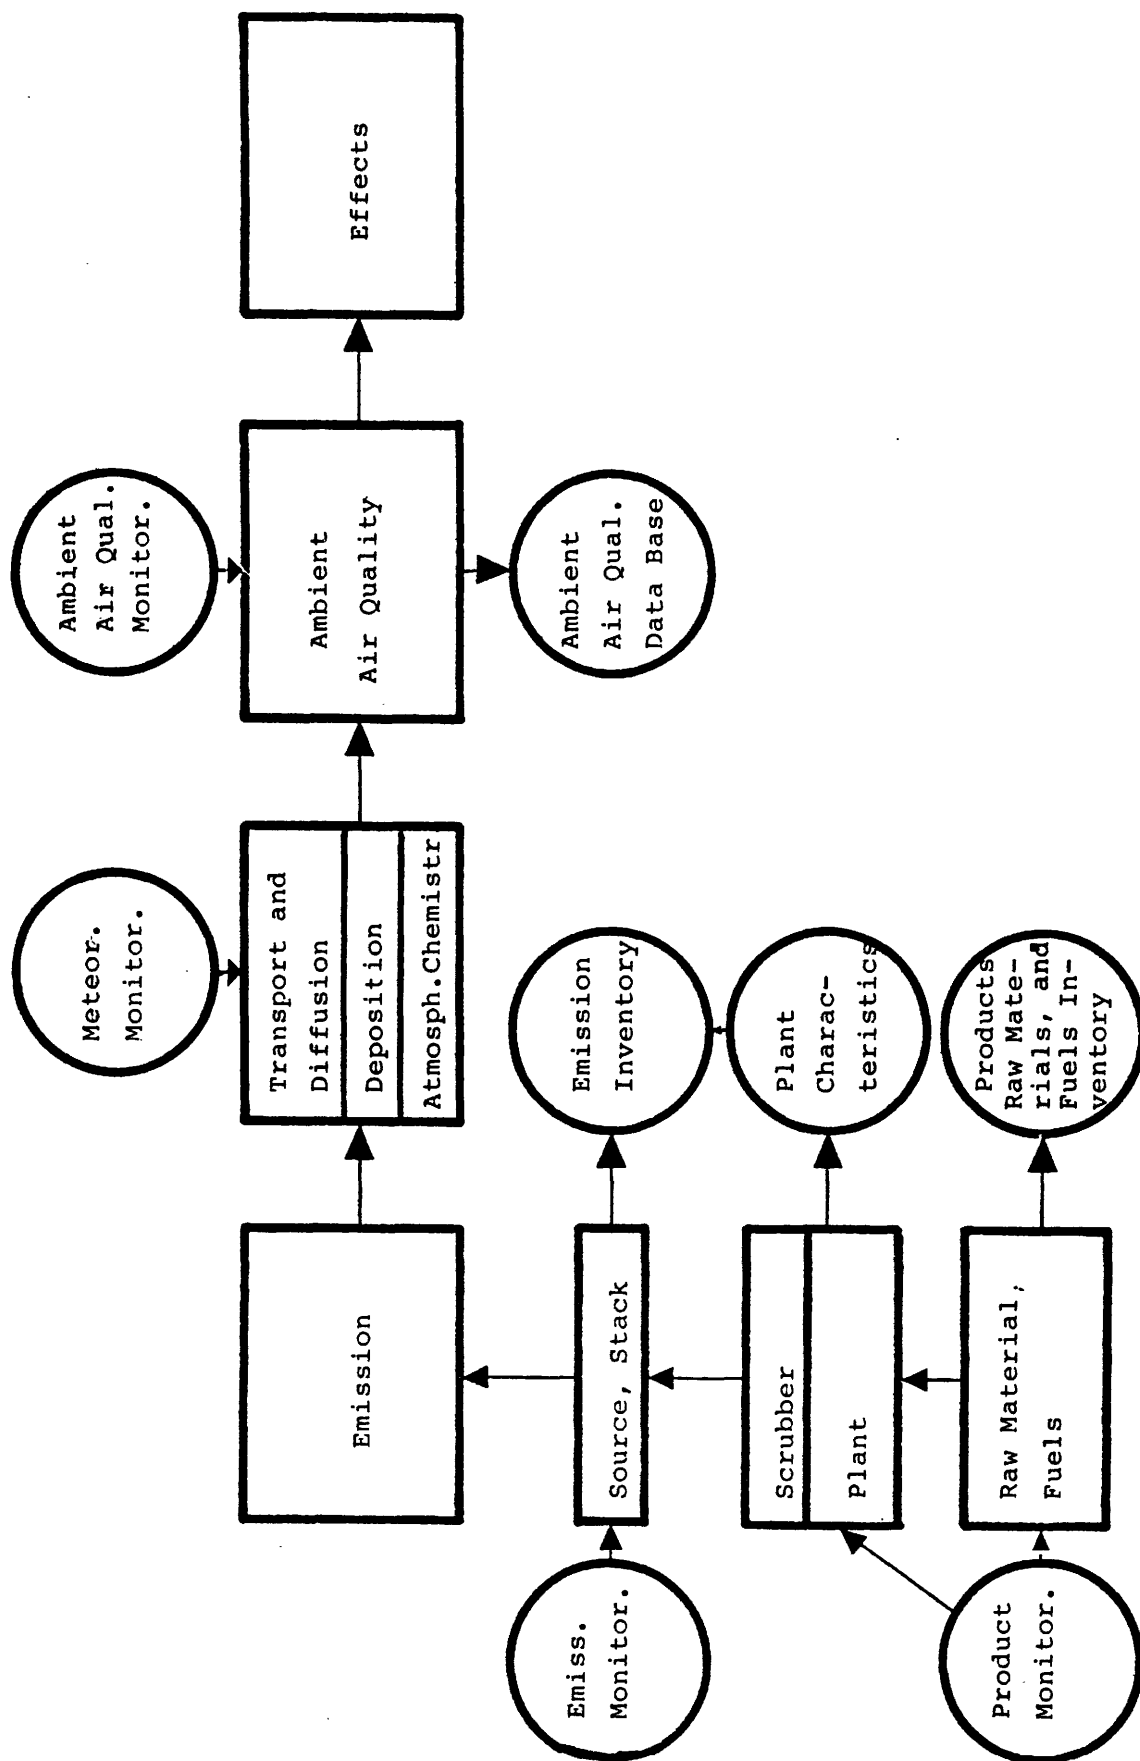 Emission
Transport and
Diffusion
Deposition
Atmosph.Chemistr
Meteor.
Monitor.
Ambient
Air Quality
Ambient
Air Qual.
Monitor.
Ambient
Air Qual.
Data Base
Effects
Emiss.
Monitor.
Source, Stack
Emission
Inventory
Scrubber
Plant
Plant
Charac-
teristics
Product
Monitor.
Raw Material,
Fuels
Products
Raw Mate-
rials, and
Fuels In-
ventory